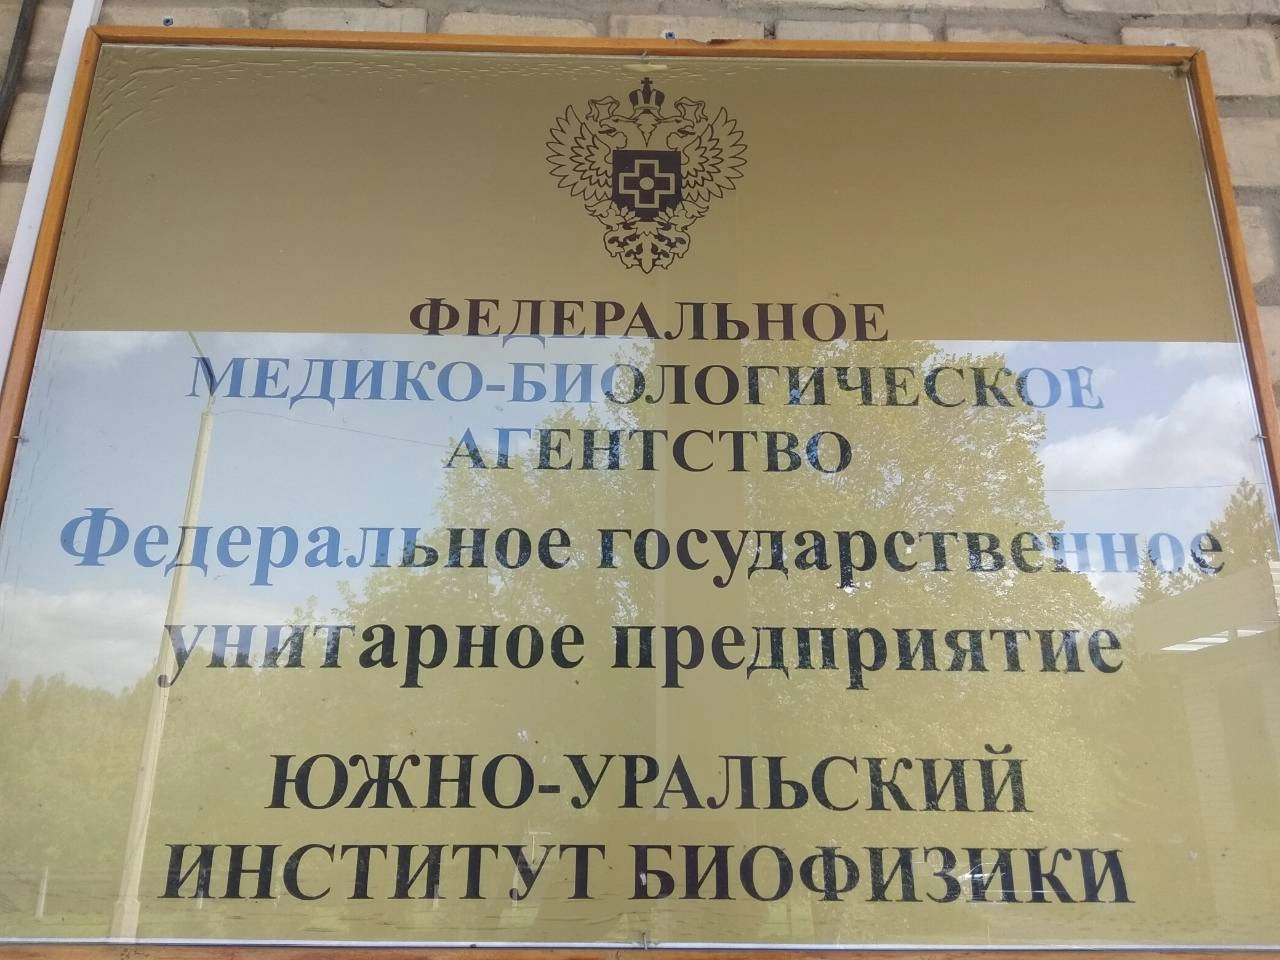 ФЕДЕРАЛЬНОЕ
МЕДИКО-БИОЛОГИЧЕСКОЕ
АГЕНТСТВО
Федеральное государственное
унитарное предприятие
ЮЖНО-УРАЛЬСКИЙ
ИНСТИТУТ БИОФИЗИКИ